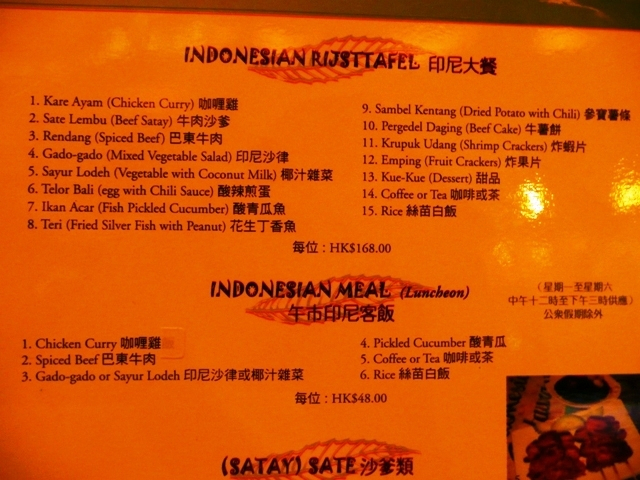 INDONESIAN RIJSTTAFEL 印尼大餐
1. Kare Ayam (Chicken Curry) 咖喱雞
2. Sate Lembu (Beef Satay) 牛肉沙爹
3. Rendang (Spiced Beef) 巴東牛肉
4. Gado-gado (Mixed Vegetable Salad) 印尼沙律
5. Sayur Lodeh (Vegetable with Coconut Milk) 椰汁雜菜
6. Telor Bali (egg with Chili Sauce) 酸辣煎蛋
7. Ikan Acar (Fish Pickled Cucumber) 酸青瓜魚
8. Teri (Fried Silver Fish with Peanut) 花生丁香魚
9. Sambel Kentang (Dried Potato with Chili) 參寶薯條
10. Pergedel Daging (Beef Cake) 牛薯餅
11. Krupuk Udang (Shrimp Crackers) 炸蝦片
12. Emping (Fruit Crackers) 炸果片
13. Kue-Kue (Dessert) 甜品
14. Coffee or Tea 咖啡或茶
15. Rice 絲苗白飯
每位 : HK$168.00
INDONESIAN MEAL (Luncheon)
午市印尼客飯
(星期一至星期六
中午十二時至下午三時供應)
公眾假期除外
1. Chicken Curry 咖喱雞
2. Spiced Beef 巴東牛肉
3. Gado-gado or Sayur Lodeh 印尼沙律或椰汁雜菜
4. Pickled Cucumber 酸青瓜
5. Coffee or Tea 咖啡或茶
6. Rice 絲苗白飯
每位 : HK$48.00
(SATAY) SATE 沙爹類